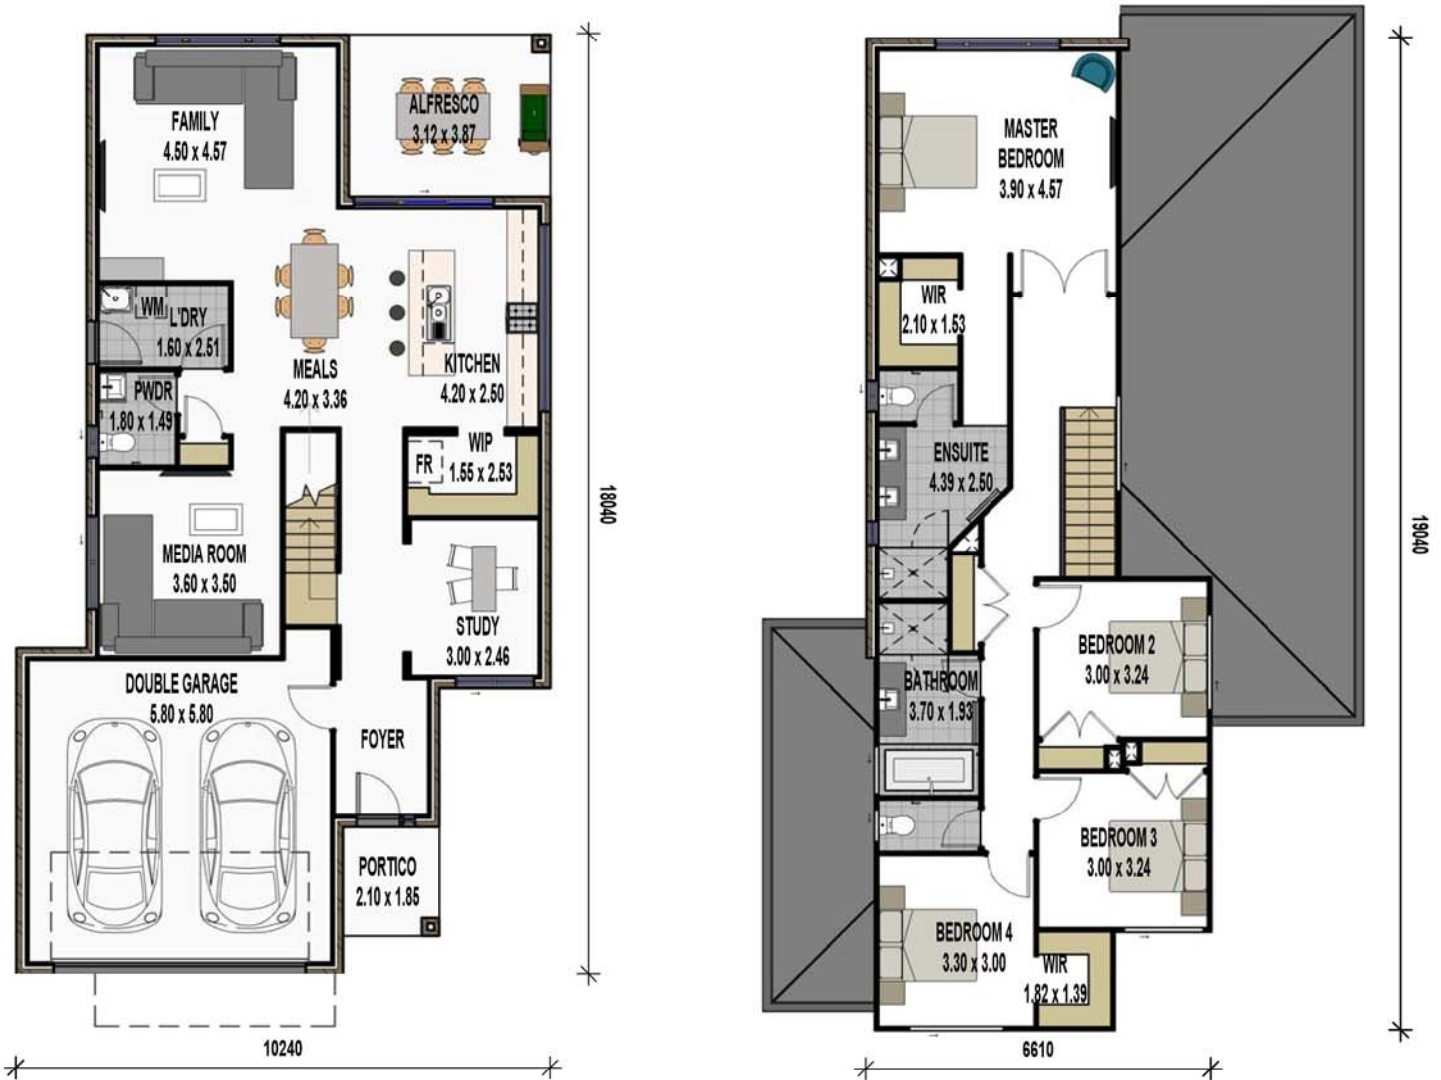 FAMILY
4.50 x 4.57
ALFRESCO
3.12 x 3.87
WM
L'DRY
1.60 x 2.51
PWDR
1.80 x 1.49
MEALS
4.20 x 3.36
KITCHEN
4.20 x 2.50
WIP
1.55 x 2.53
FR
MEDIA ROOM
3.60 x 3.50
STUDY
3.00 x 2.46
DOUBLE GARAGE
5.80 x 5.80
FOYER
PORTICO
2.10 x 1.85
18040
10240
MASTER
BEDROOM
3.90 x 4.57
WIR
2.10 x 1.53
ENSUITE
4.39 x 2.50
BEDROOM 2
3.00 x 3.24
BATHROOM
3.70 x 1.93
BEDROOM 3
3.00 x 3.24
BEDROOM 4
3.30 x 3.00
WIR
1.82 x 1.39
19040
6610